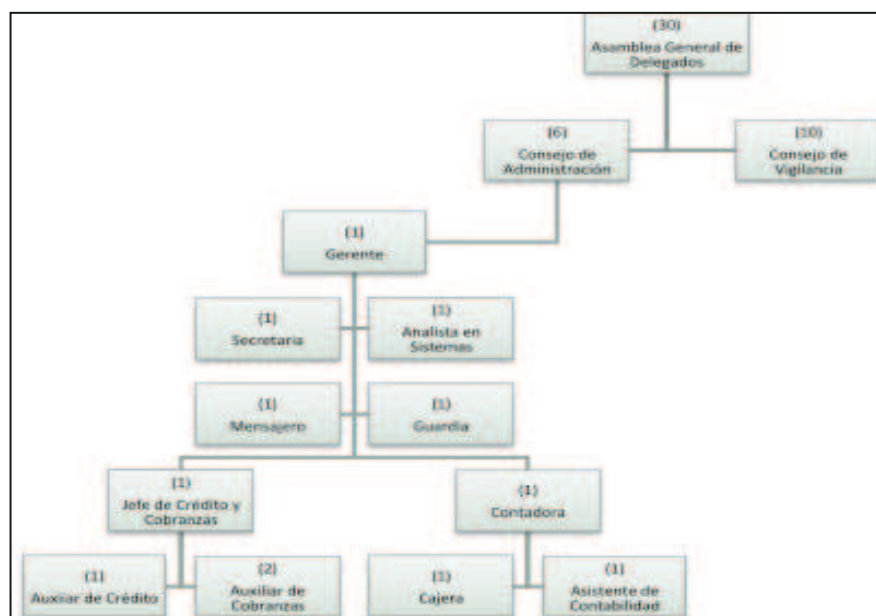 (30)
Asamblea General de
Delegados
(6)
Consejo de
Administración
(10)
Consejo de
Vigilancia
(1)
Gerente
(1)
Secretaria
(1)
Analista en
Sistemas
(1)
Mensajero
(1)
Guardia
(1)
Jefe de Crédito y
Cobranzas
(1)
Contadora
(1)
Auxiliar de Crédito
(2)
Auxiliar de
Cobranzas
(1)
Cajera
(1)
Asistente de
Contabilidad